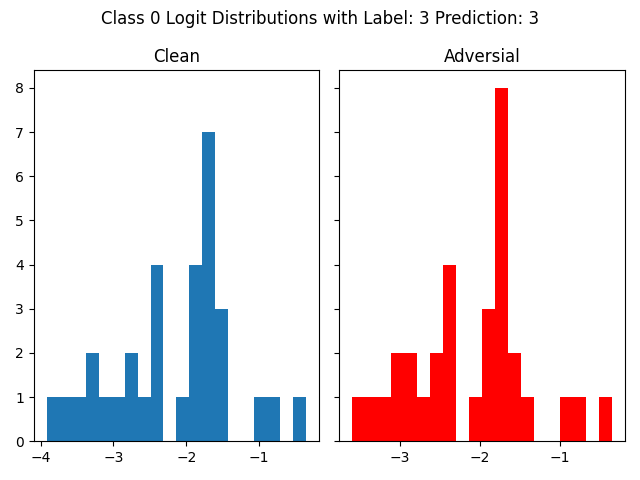 Class 0 Logit Distributions with Label: 3 Prediction: 3
Clean
Adversial
8
7
6
5
4
3
2
1
0
−4 −3 −2 −1
−3 −2 −1